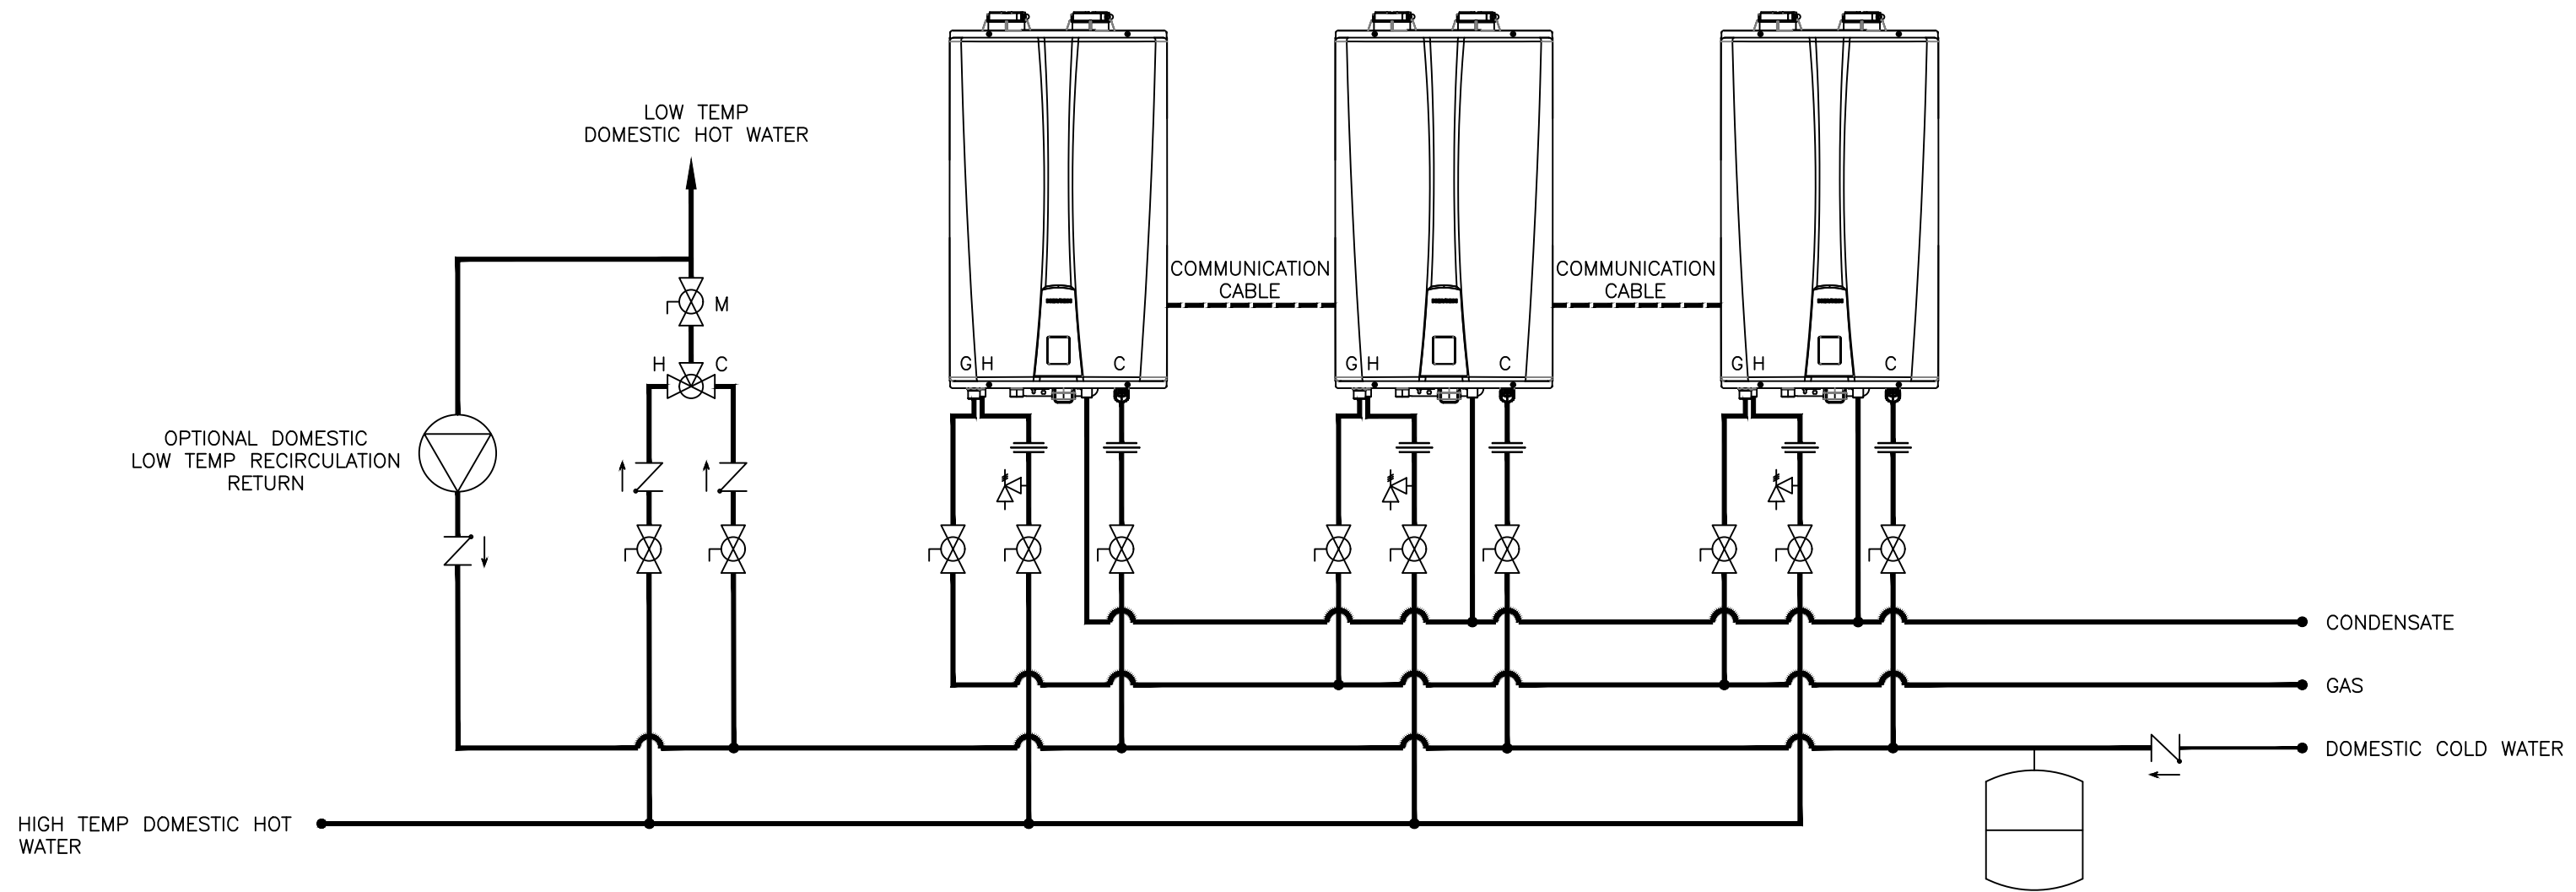 LOW TEMP
DOMESTIC HOT WATER
M
H
C
OPTIONAL DOMESTIC
LOW TEMP RECIRCULATION
RETURN
COMMUNICATION
CABLE
COMMUNICATION
CABLE
G H C
G H C
G H C
CONDENSATE
GAS
DOMESTIC COLD WATER
HIGH TEMP DOMESTIC HOT
WATER